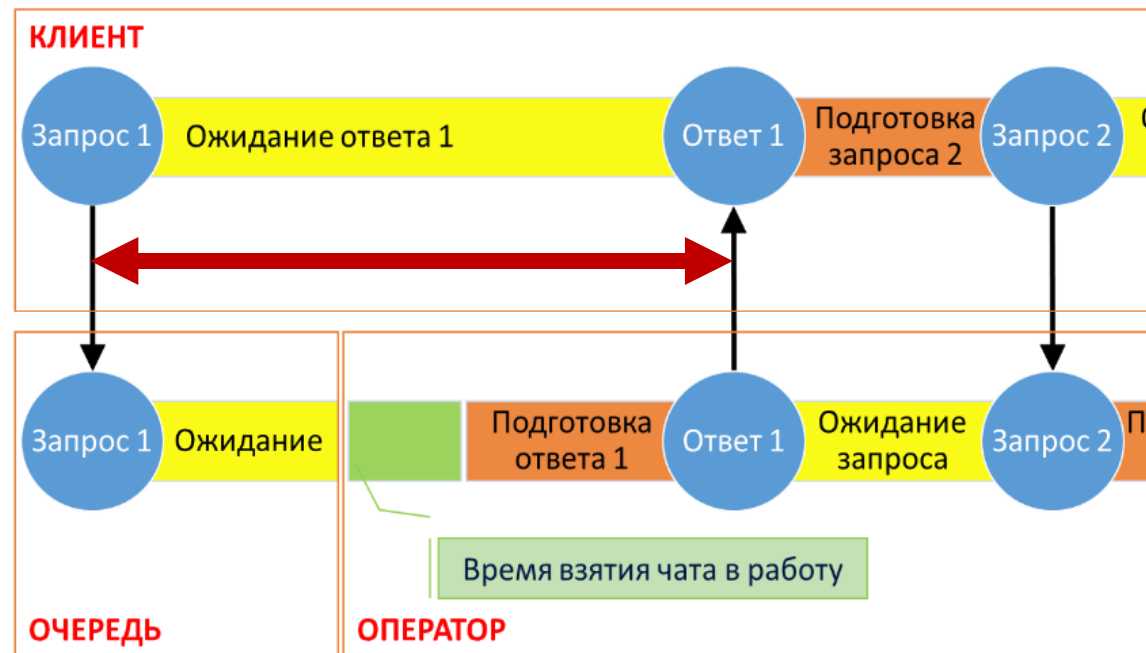 КЛИЕНТ
Запрос 1
Ожидание ответа 1
Ответ 1
Подготовка
запроса 2
Запрос 2
Запрос 1
Ожидание
Подготовка
ответа 1
Ответ 1
Ожидание
запроса
Запрос 2
Время взятия чата в работу
ОЧЕРЕДЬ
ОПЕРАТОР